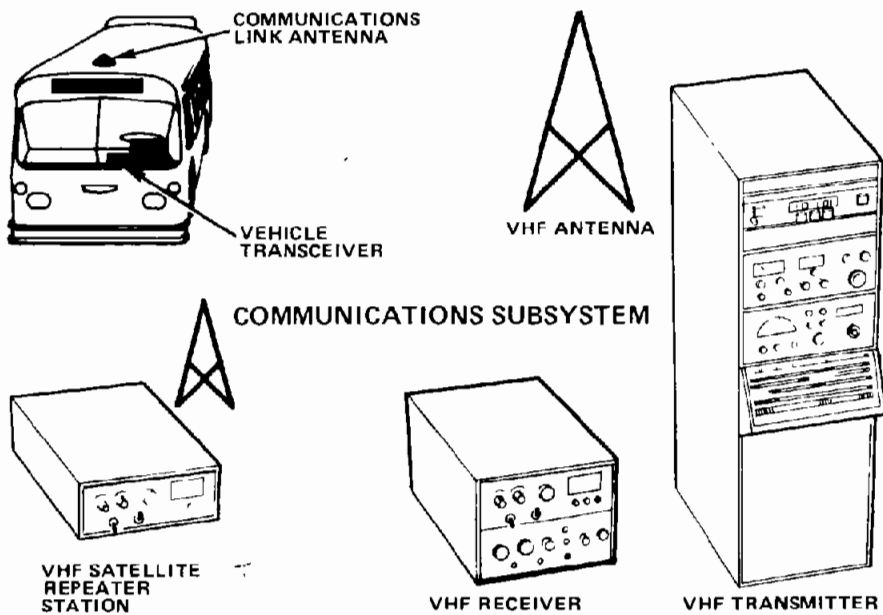 COMMUNICATIONS
LINK ANTENNA
VHF ANTENNA
VEHICLE
TRANSCEIVER
COMMUNICATIONS SUBSYSTEM
VHF SATELLITE
REPEATER
STATION
VHF RECEIVER
VHF TRANSMITTER